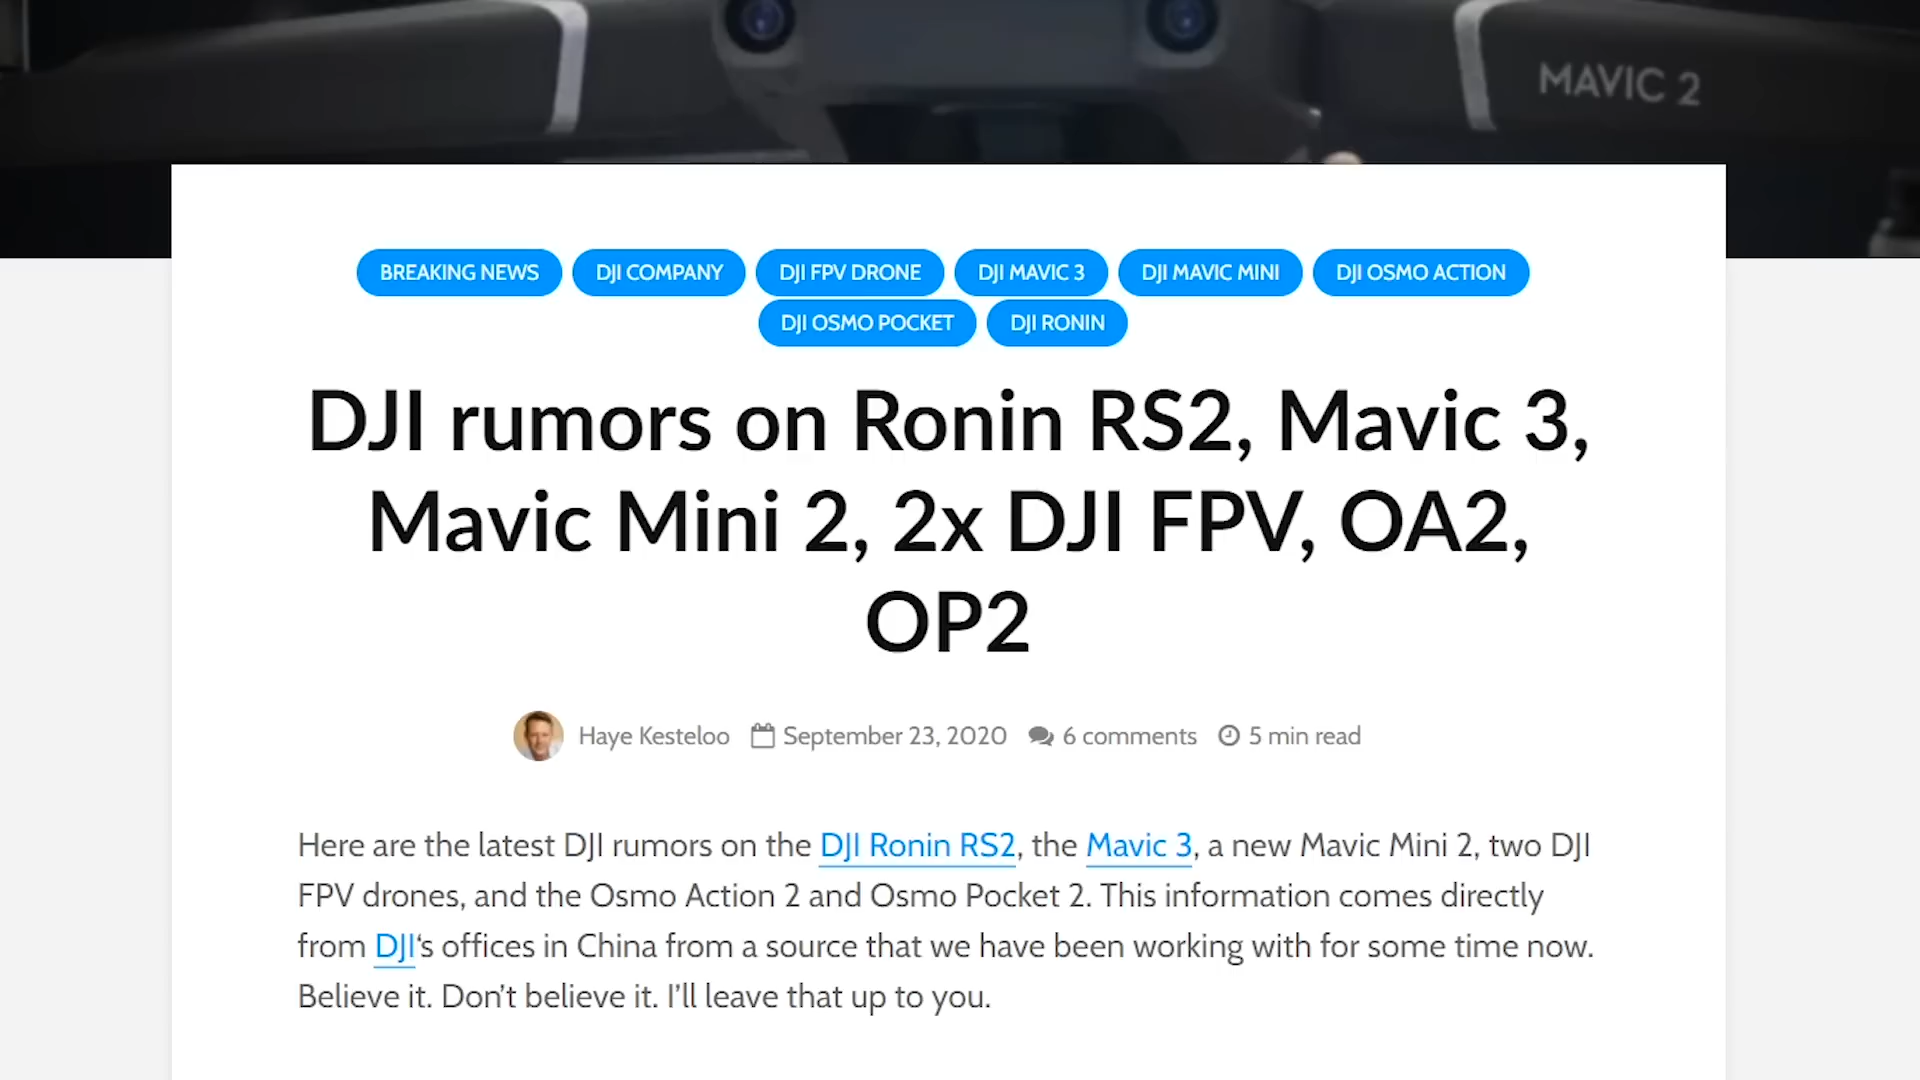 MAVIC 2
BREAKING NEWS DJI COMPANY DJI FPV DRONE DJI MAVIC 3 DJI MAVIC MINI DJI OSMO ACTION
DJI OSMO POCKET DJI RONIN
DJI rumors on Ronin RS2, Mavic 3,
Mavic Mini 2, 2x DJI FPV, OA2,
OP2
Haye Kesteloo September 23, 2020 6 comments 5 min read
Here are the latest DJI rumors on the DJI Ronin RS2, the Mavic 3, a new Mavic Mini 2, two DJI
FPV drones, and the Osmo Action 2 and Osmo Pocket 2. This information comes directly
from DJI‘s offices in China from a source that we have been working with for some time now.
Believe it. Don’t believe it. I’ll leave that up to you.